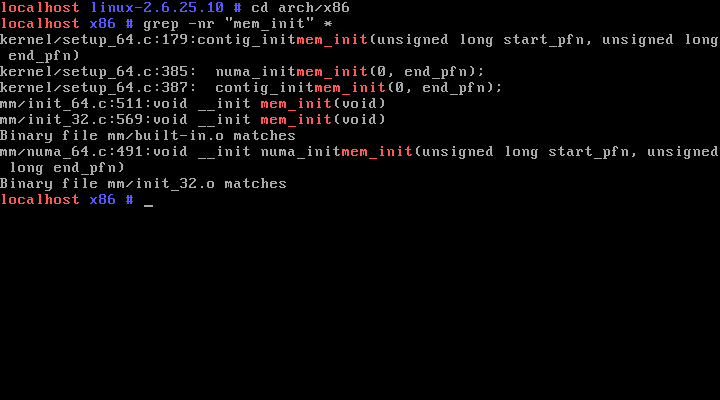 localhost linux-2.6.25.10 # cd arch/x86
localhost x86 # grep -nr "mem_init" *
kernel/setup_64.c:179:contig_initmem_init(unsigned long start_pfn, unsigned long
 end_pfn)
kernel/setup_64.c:385:  numa_initmem_init(0, end_pfn);
kernel/setup_64.c:387:  contig_initmem_init(0, end_pfn);
mm/init_64.c:511:void __init mem_init(void)
mm/init_32.c:569:void __init mem_init(void)
Binary file mm/built-in.o matches
mm/numa_64.c:491:void __init numa_initmem_init(unsigned long start_pfn, unsigned
 long end_pfn)
Binary file mm/init_32.o matches
localhost x86 # _